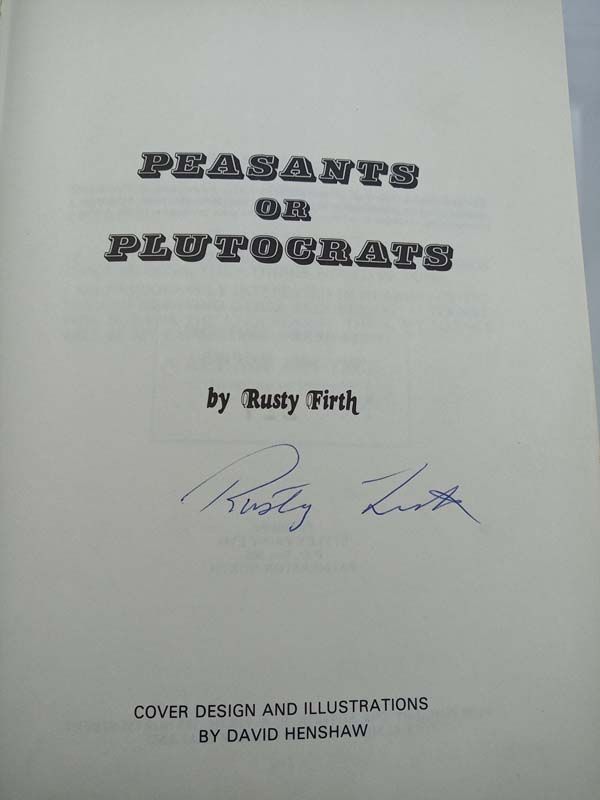 PEASANTS
OR
PLUTOCRATS
by Rusty Firth
Rusty Firth
COVER DESIGN AND ILLUSTRATIONS
BY DAVID HENSHAW